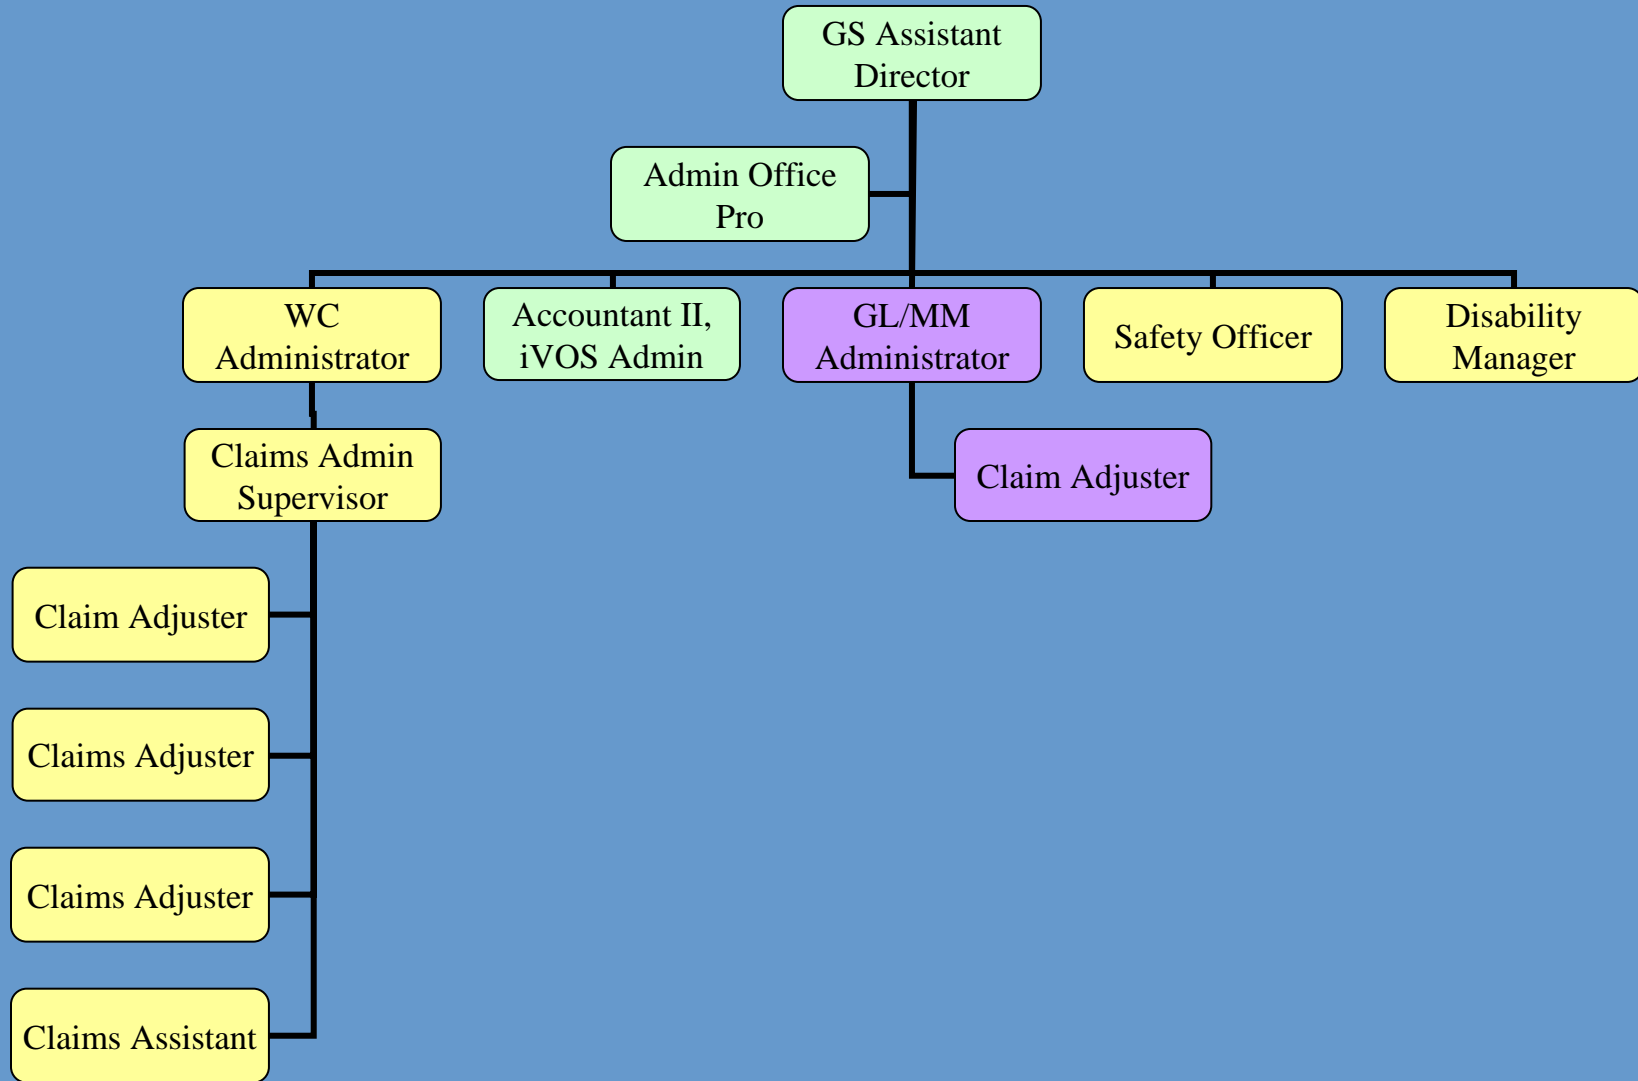 GS Assistant
Director
Admin Office
Pro
WC
Administrator
Accountant II,
iVOS Admin
GL/MM
Administrator
Safety Officer
Disability
Manager
Claims Admin
Supervisor
Claim Adjuster
Claim Adjuster
Claims Adjuster
Claims Adjuster
Claims Assistant